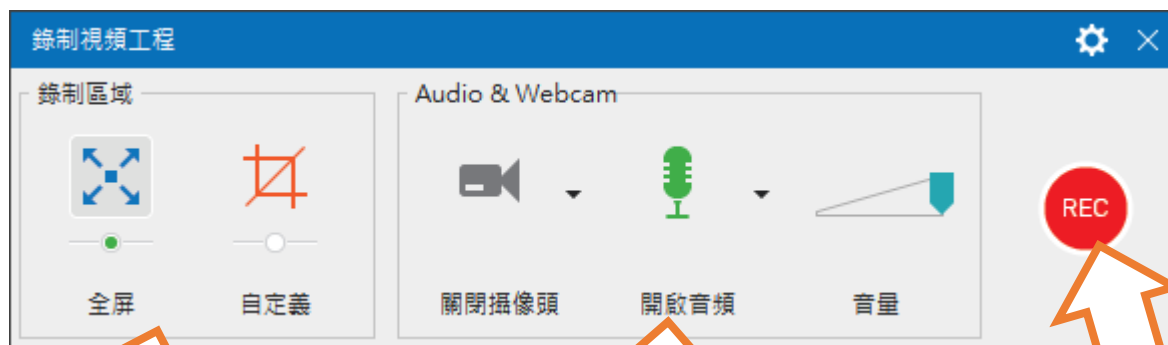 錄制視頻工程
錄制區域
Audio & Webcam
REC
全屏
自定義
關閉攝像頭
開啟音頻
音量